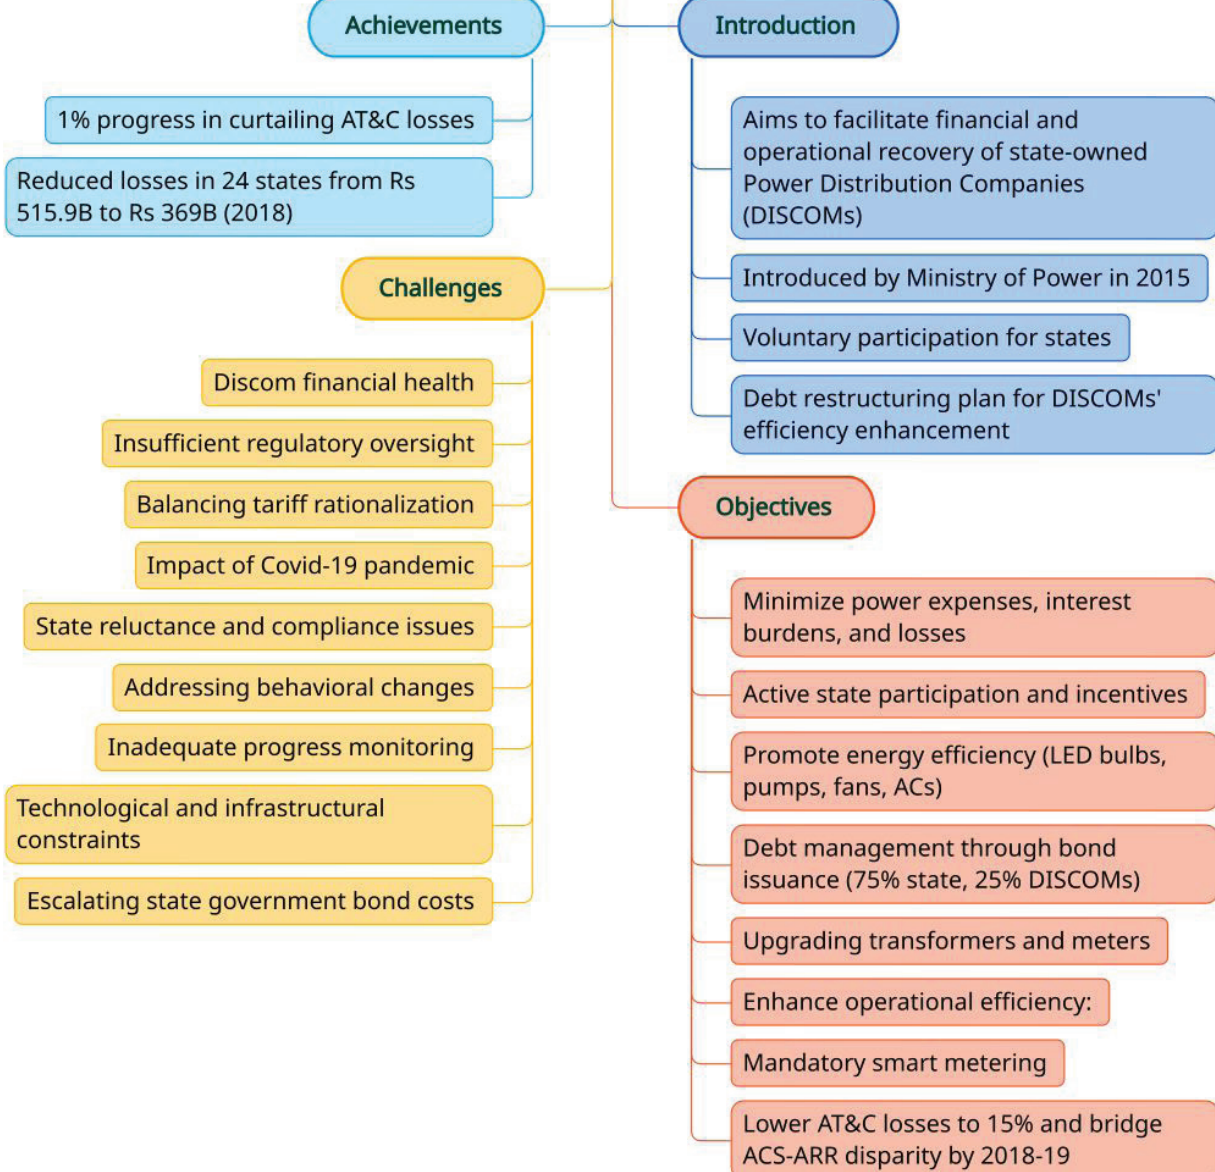 Achievements
1% progress in curtailing AT&C losses
Reduced losses in 24 states from Rs
515.9B to Rs 369B (2018)
Challenges
Discom financial health
Insufficient regulatory oversight
Balancing tariff rationalization
Impact of Covid-19 pandemic
State reluctance and compliance issues
Addressing behavioral changes
Inadequate progress monitoring
Technological and infrastructural
constraints
Escalating state government bond costs
Introduction
Aims to facilitate financial and
operational recovery of state-owned
Power Distribution Companies
(DISCOMs)
Introduced by Ministry of Power in 2015
Voluntary participation for states
Debt restructuring plan for DISCOMs'
efficiency enhancement
Objectives
Minimize power expenses, interest
burdens, and losses
Active state participation and incentives
Promote energy efficiency (LED bulbs,
pumps, fans, ACs)
Debt management through bond
issuance (75% state, 25% DISCOMs)
Upgrading transformers and meters
Enhance operational efficiency:
Mandatory smart metering
Lower AT&C losses to 15% and bridge
ACS-ARR disparity by 2018-19